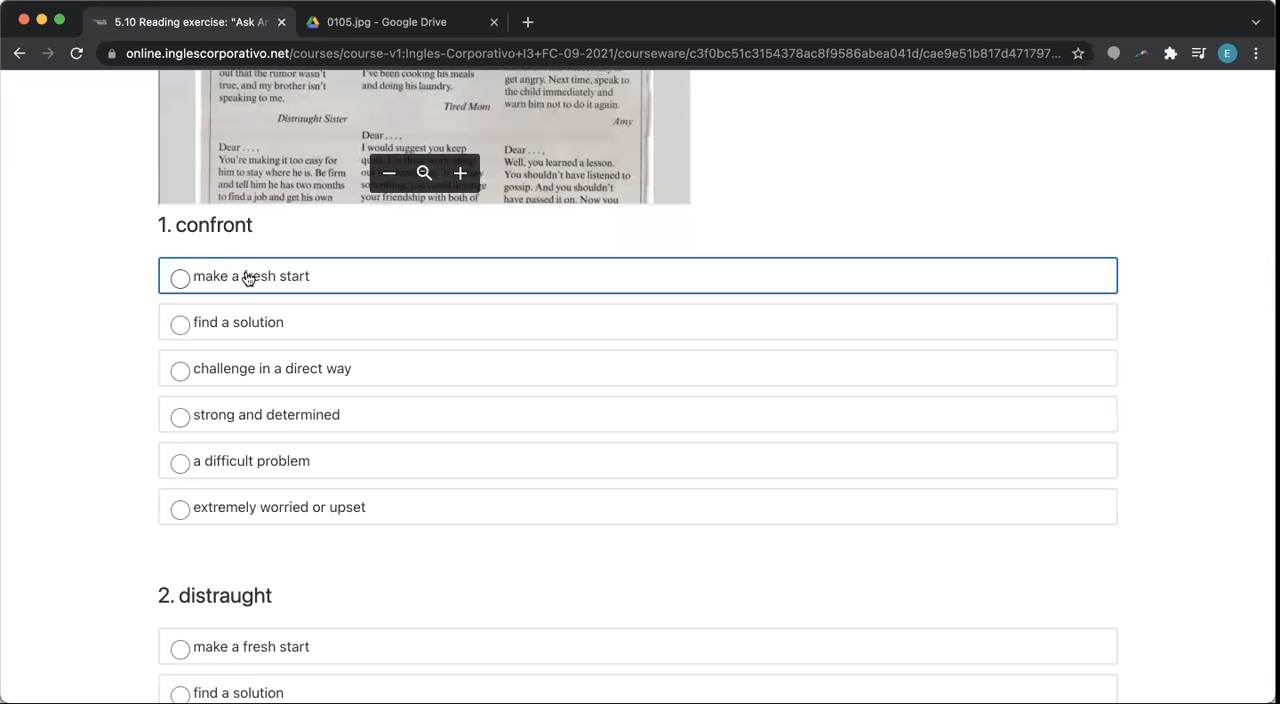 5.10 Reading exercise: "Ask Ar
0105.jpg - Google Drive
online.inglescorporativo.net/courses/course-v1:Ingles-Corporativo+I3+FC-09-2021/courseware/c3f0bc51c3154378ac8f9586abea041d/cae9e51b817d471797...
E
out that the rumor wasn't
true, and my brother isn't
speaking to me.
Distraught Sister
Dear . . . ,
You're making it too easy for
him to stay where he is. Be firm
and tell him he has two months
to find a job and get his own
I've been cooking his meals
and doing his laundry.
Tired Mom
Dear . . . ,
I would suggest you keep
your friendship with both of
get angry. Next time, speak to
the child immediately and
warn him not to do it again.
Amy
Dear . . . ,
Well, you learned a lesson.
You shouldn't have listened to
gossip. And you shouldn't
have passed it on. Now you
1. confront
make a fresh start
find a solution
challenge in a direct way
strong and determined
a difficult problem
extremely worried or upset
2. distraught
make a fresh start
find a solution